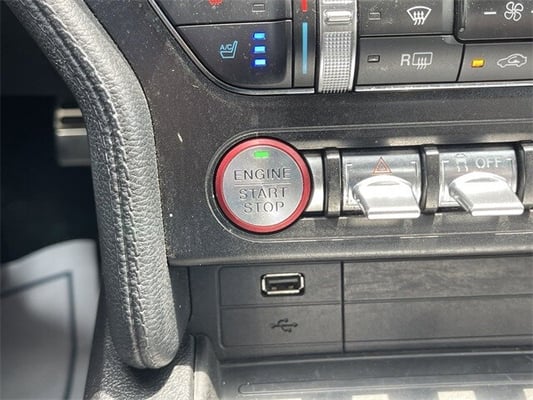 A/C
R
ENGINE
START
STOP
OFF